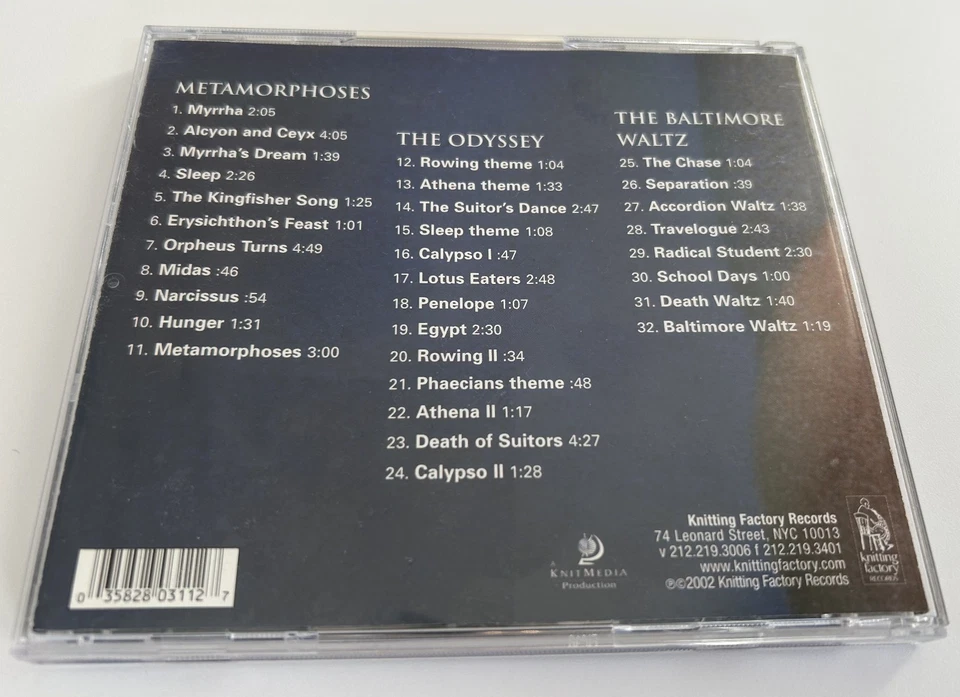 METAMORPHOSES
1. Myrrha 2:05
2. Alcyon and Ceyx 4:05
3. Myrrha's Dream 1:39
4. Sleep 2:26
5. The Kingfisher Song 1:25
6. Erysichthon's Feast 1:01
7. Orpheus Turns 4:49
8. Midas :46
9. Narcissus :54
10. Hunger 1:31
11. Metamorphoses 3:00
THE ODYSSEY
12. Rowing theme 1:04
13. Athena theme 1:33
14. The Suitor's Dance 2:47
15. Sleep theme 1:08
16. Calypso I :47
17. Lotus Eaters 2:48
18. Penelope 1:07
19. Egypt 2:30
20. Rowing II :34
21. Phaecians theme :48
22. Athena II 1:17
23. Death of Suitors 4:27
24. Calypso II 1:28
THE BALTIMORE
WALTZ
25. The Chase 1:04
26. Separation :39
27. Accordion Waltz 1:38
28. Travelogue 2:43
29. Radical Student 2:30
30. School Days 1:00
31. Death Waltz 1:40
32. Baltimore Waltz 1:19
0 35828 03112 7
A
KNITMEDIA
Production
Knitting Factory Records
74 Leonard Street, NYC 10013
v 212.219.3006 f 212.219.3401
www.knittingfactory.com
℗©2002 Knitting Factory Records
knitting
factory
RECORDS